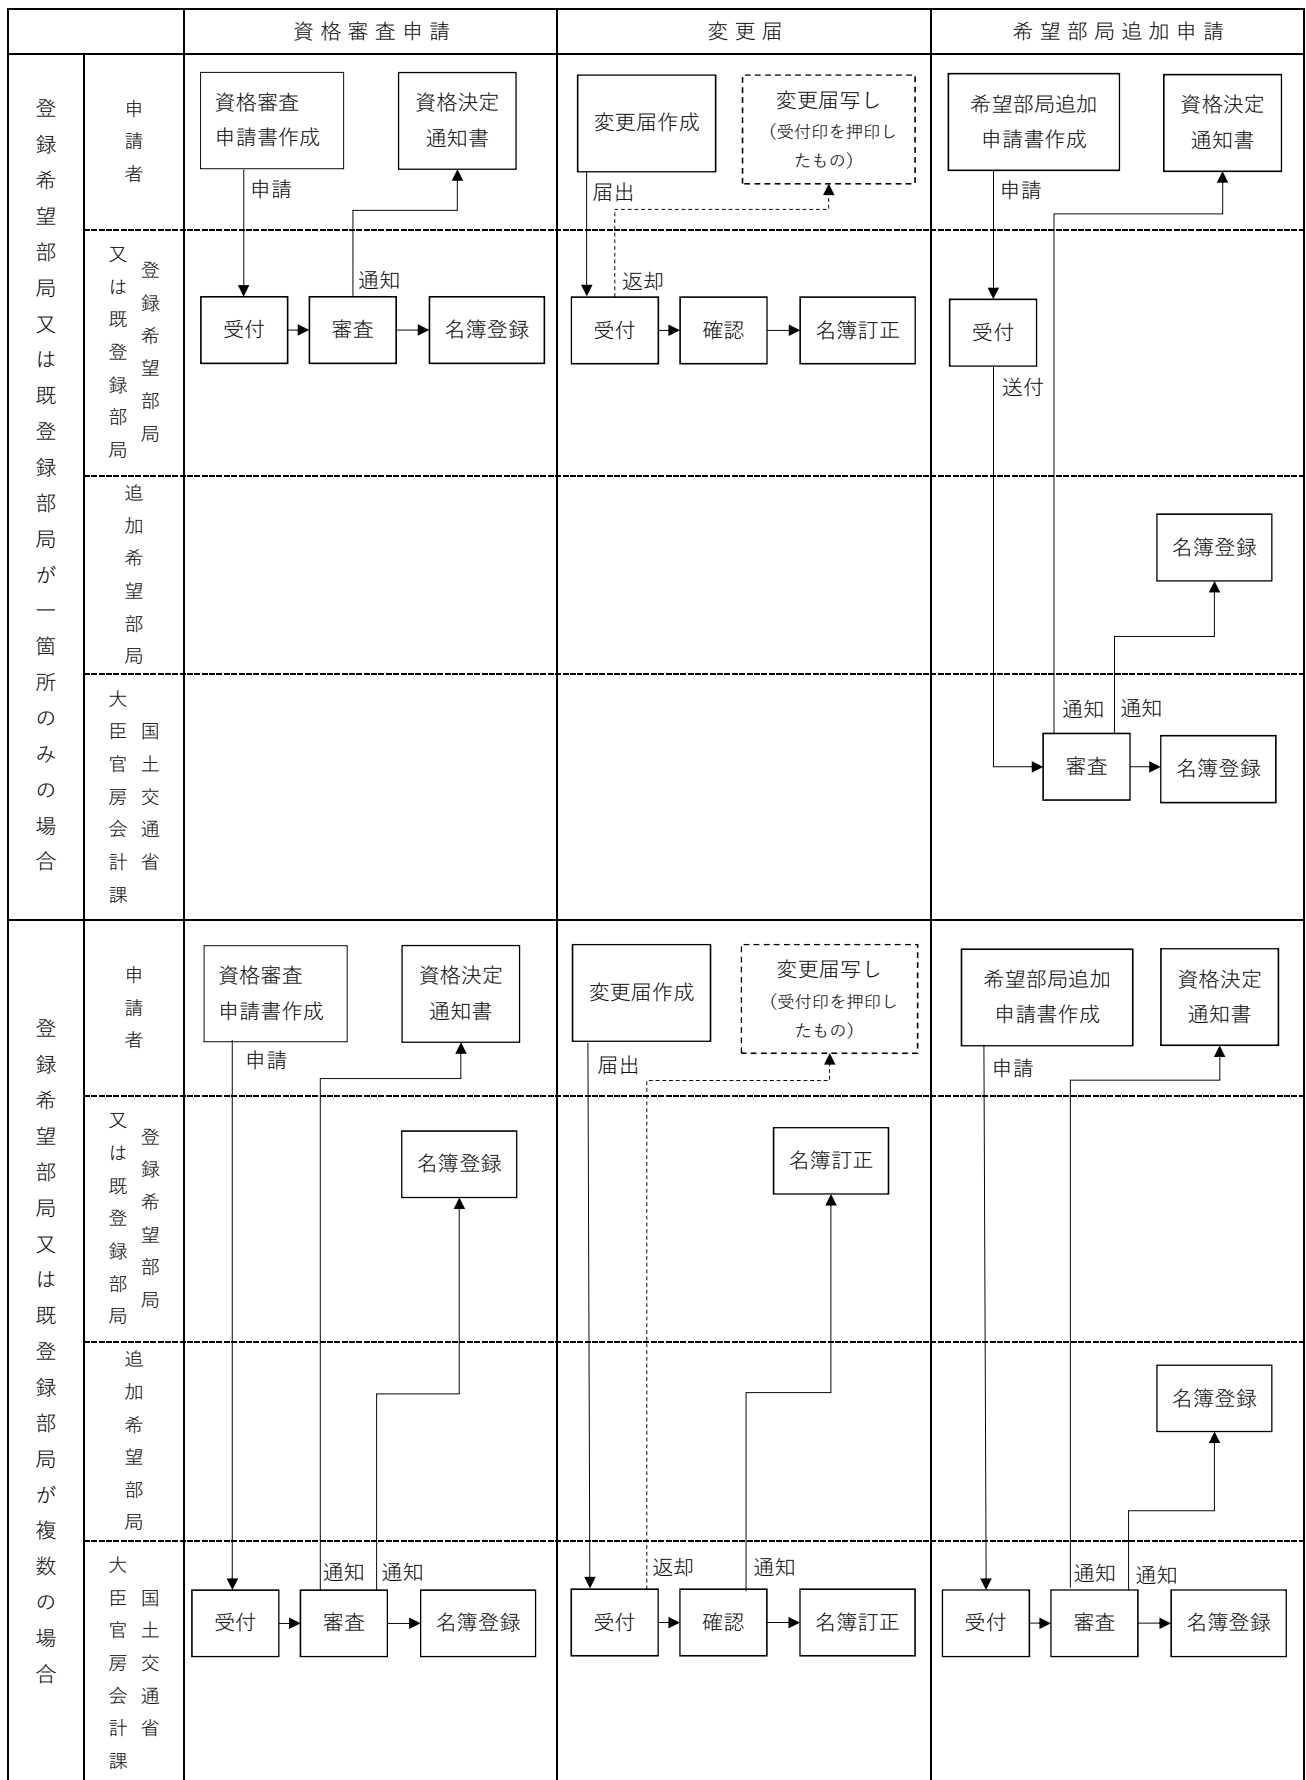 資格審査申請
変更届
希望部局追加申請
登録希望部局又は既登録部局が一箇所のみの場合
申請者
資格審査
申請書作成
資格決定
通知書
申請
変更届作成
変更届写し
（受付印を押印し
たもの）
届出
希望部局追加
申請書作成
資格決定
通知書
申請
登録希望部局
又は既登録部局
通知
受付
審査
名簿登録
返却
受付
確認
名簿訂正
受付
送付
追加希望部局
名簿登録
国土交通省
大臣官房会計課
通知
通知
審査
名簿登録
登録希望部局又は既登録部局が複数の場合
申請者
資格審査
申請書作成
資格決定
通知書
申請
変更届作成
変更届写し
（受付印を押印し
たもの）
届出
希望部局追加
申請書作成
資格決定
通知書
申請
登録希望部局
又は既登録部局
名簿登録
名簿訂正
追加希望部局
名簿登録
国土交通省
大臣官房会計課
通知
通知
受付
審査
名簿登録
返却
通知
受付
確認
名簿訂正
通知
通知
受付
審査
名簿登録